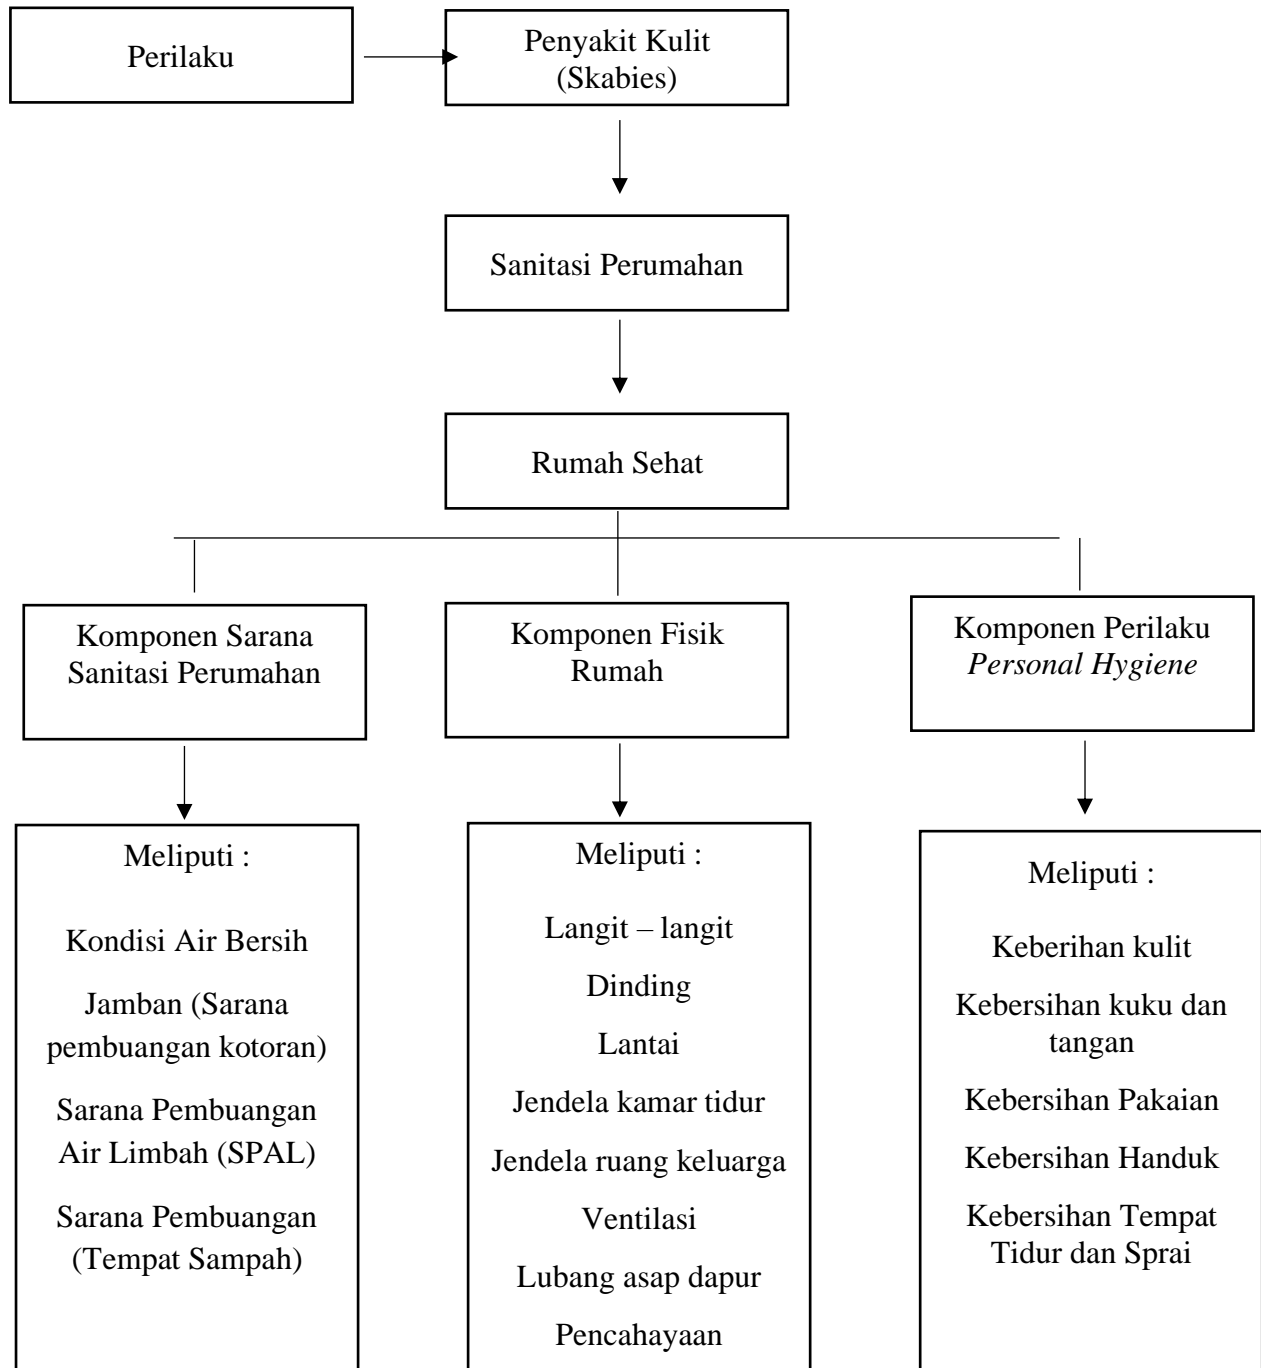 Perilaku
Penyakit Kulit
(Skabies)
Sanitasi Perumahan
Rumah Sehat
Komponen Sarana
Sanitasi Perumahan
Komponen Fisik
Rumah
Komponen Perilaku
Personal Hygiene
Meliputi :
Kondisi Air Bersih
Jamban (Sarana
pembuangan kotoran)
Sarana Pembuangan
Air Limbah (SPAL)
Sarana Pembuangan
(Tempat Sampah)
Meliputi :
Langit – langit
Dinding
Lantai
Jendela kamar tidur
Jendela ruang keluarga
Ventilasi
Lubang asap dapur
Pencahayaan
Meliputi :
Keberihan kulit
Kebersihan kuku dan
tangan
Kebersihan Pakaian
Kebersihan Handuk
Kebersihan Tempat
Tidur dan Sprai